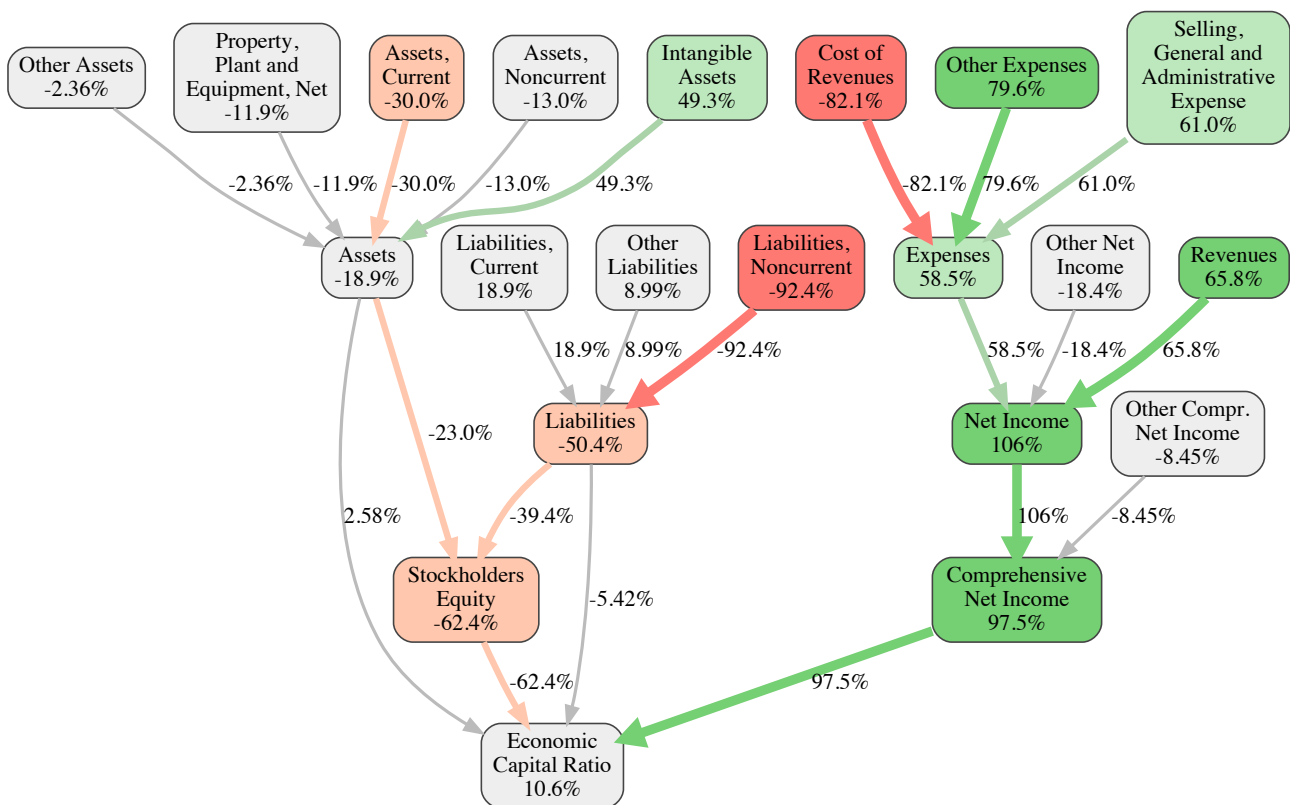 Other Assets
-2.36%
Property,
Plant and
Equipment, Net
-11.9%
Assets,
Current
-30.0%
Assets,
Noncurrent
-13.0%
Intangible
Assets
49.3%
Cost of
Revenues
-82.1%
Other Expenses
79.6%
Selling,
General and
Administrative
Expense
61.0%
-2.36%
-11.9%
-30.0%
-13.0%
49.3%
-82.1%
79.6%
61.0%
Assets
-18.9%
Liabilities,
Current
18.9%
Other
Liabilities
8.99%
Liabilities,
Noncurrent
-92.4%
Expenses
58.5%
Other Net
Income
-18.4%
Revenues
65.8%
18.9%
8.99%
-92.4%
58.5%
-18.4%
65.8%
-23.0%
Liabilities
-50.4%
Net Income
106%
Other Compr.
Net Income
-8.45%
2.58%
-39.4%
106%
-8.45%
Stockholders
Equity
-62.4%
-5.42%
Comprehensive
Net Income
97.5%
-62.4%
97.5%
Economic
Capital Ratio
10.6%